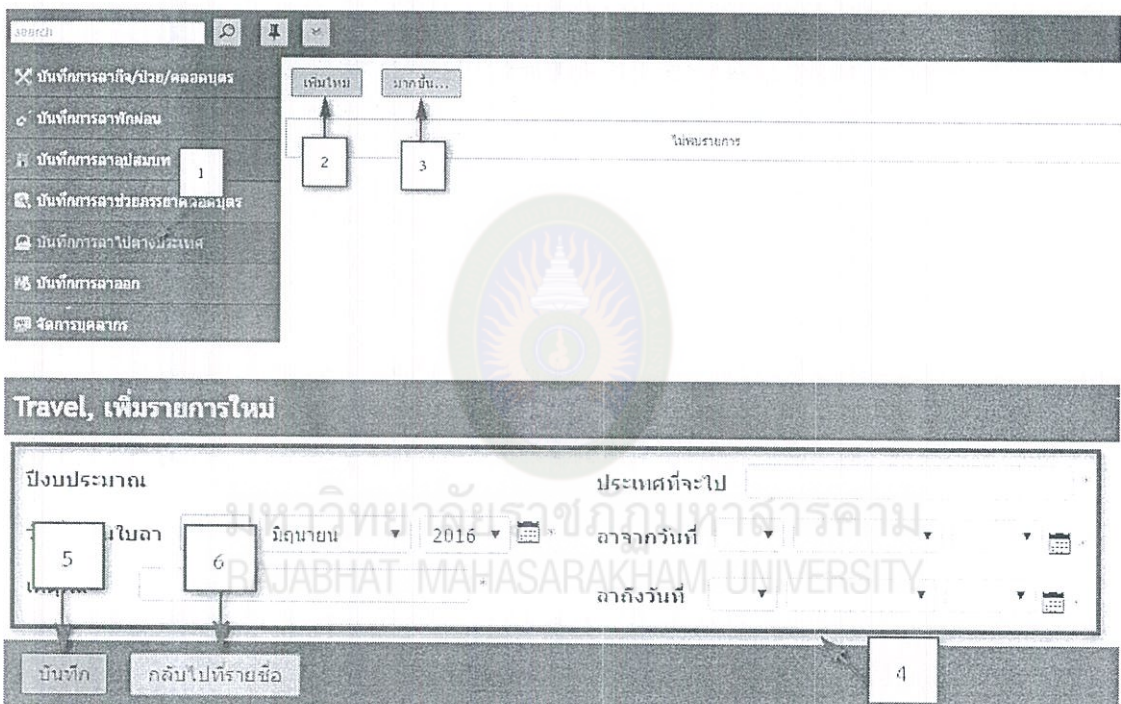 search
บันทึกการลากิจ/ป่วย/คลอดบุตร
บันทึกการลาพักผ่อน
บันทึกการลาอุปสมบท
บันทึกการลาช่วยภรรยาคลอดบุตร
บันทึกการลาไปต่างประเทศ
บันทึกการลาออก
จัดการบุคลากร
1
เพิ่มใหม่ มากขึ้น...
2 3
ไม่พบรายการ
Travel, เพิ่มรายการใหม่
ปีงบประมาณ ประเทศที่จะไป
มหาวิทยาลัยราชภัฏมหาสารคาม
RAJABHAT MAHASARAKHAM UNIVERSITY
ใบลา มิถุนายน 2016 ลาจากวันที่
5 6
ลาถึงวันที่
บันทึก กลับไปที่รายชื่อ
4